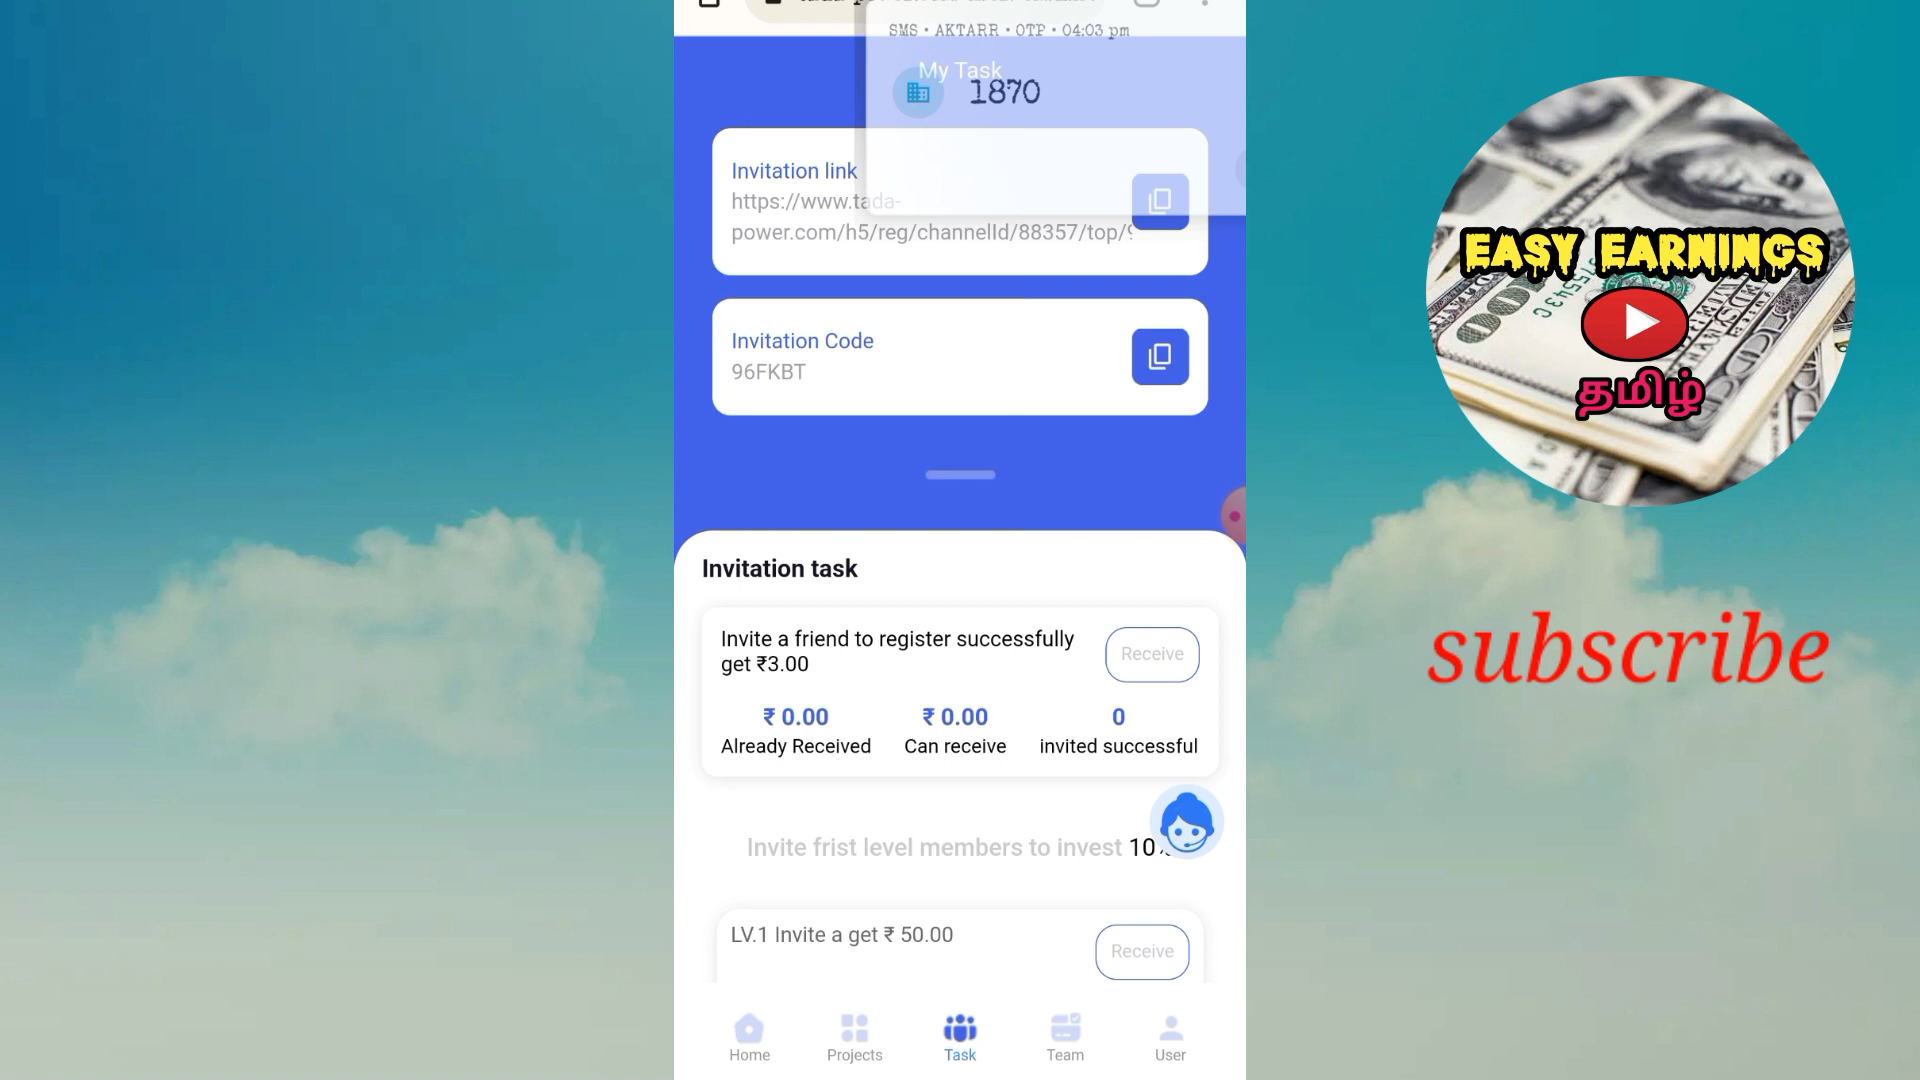 SMS • AKTARR • OTP • 04:03 pm
My Task
1870
Invitation link
https://www.tada-
power.com/h5/reg/channelId/88357/top/9
Invitation Code
96FKBT
Invitation task
Invite a friend to register successfully
get ₹3.00
Receive
₹ 0.00
₹ 0.00
0
Already Received
Can receive
invited successful
Invite frist level members to invest 10%
LV.1 Invite a get ₹ 50.00
Receive
Home
Projects
Task
Team
User
EASY EARNINGS
தமிழ்
subscribe